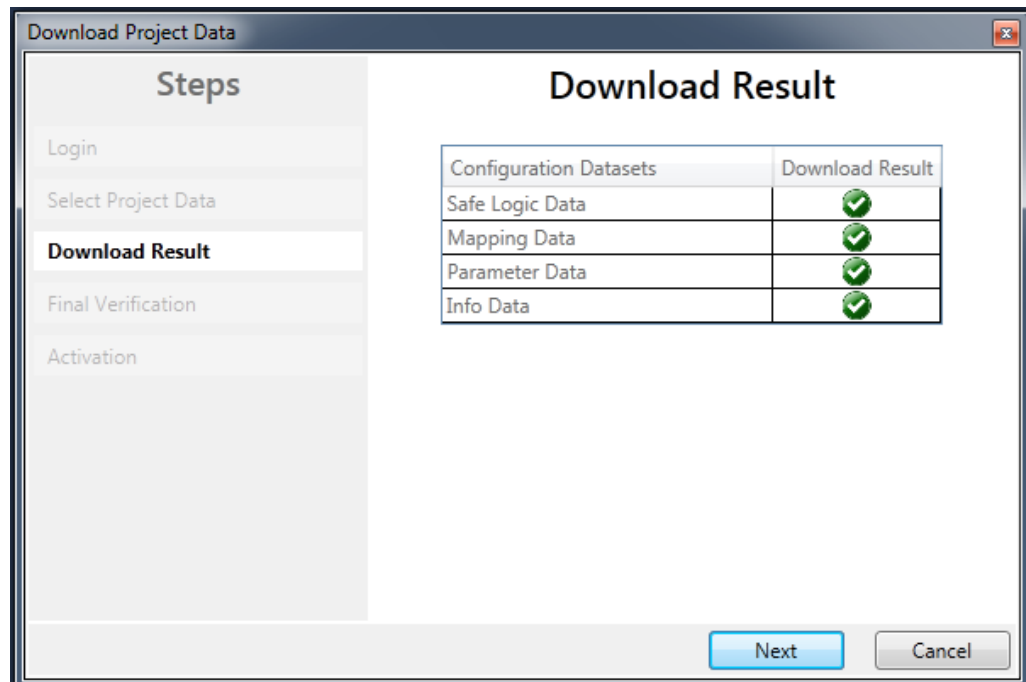 Download Project Data
Steps
Login
Select Project Data
Download Result
Final Verification
Activation
Download Result
Configuration Datasets Download Result
Safe Logic Data
Mapping Data
Parameter Data
Info Data
Next Cancel